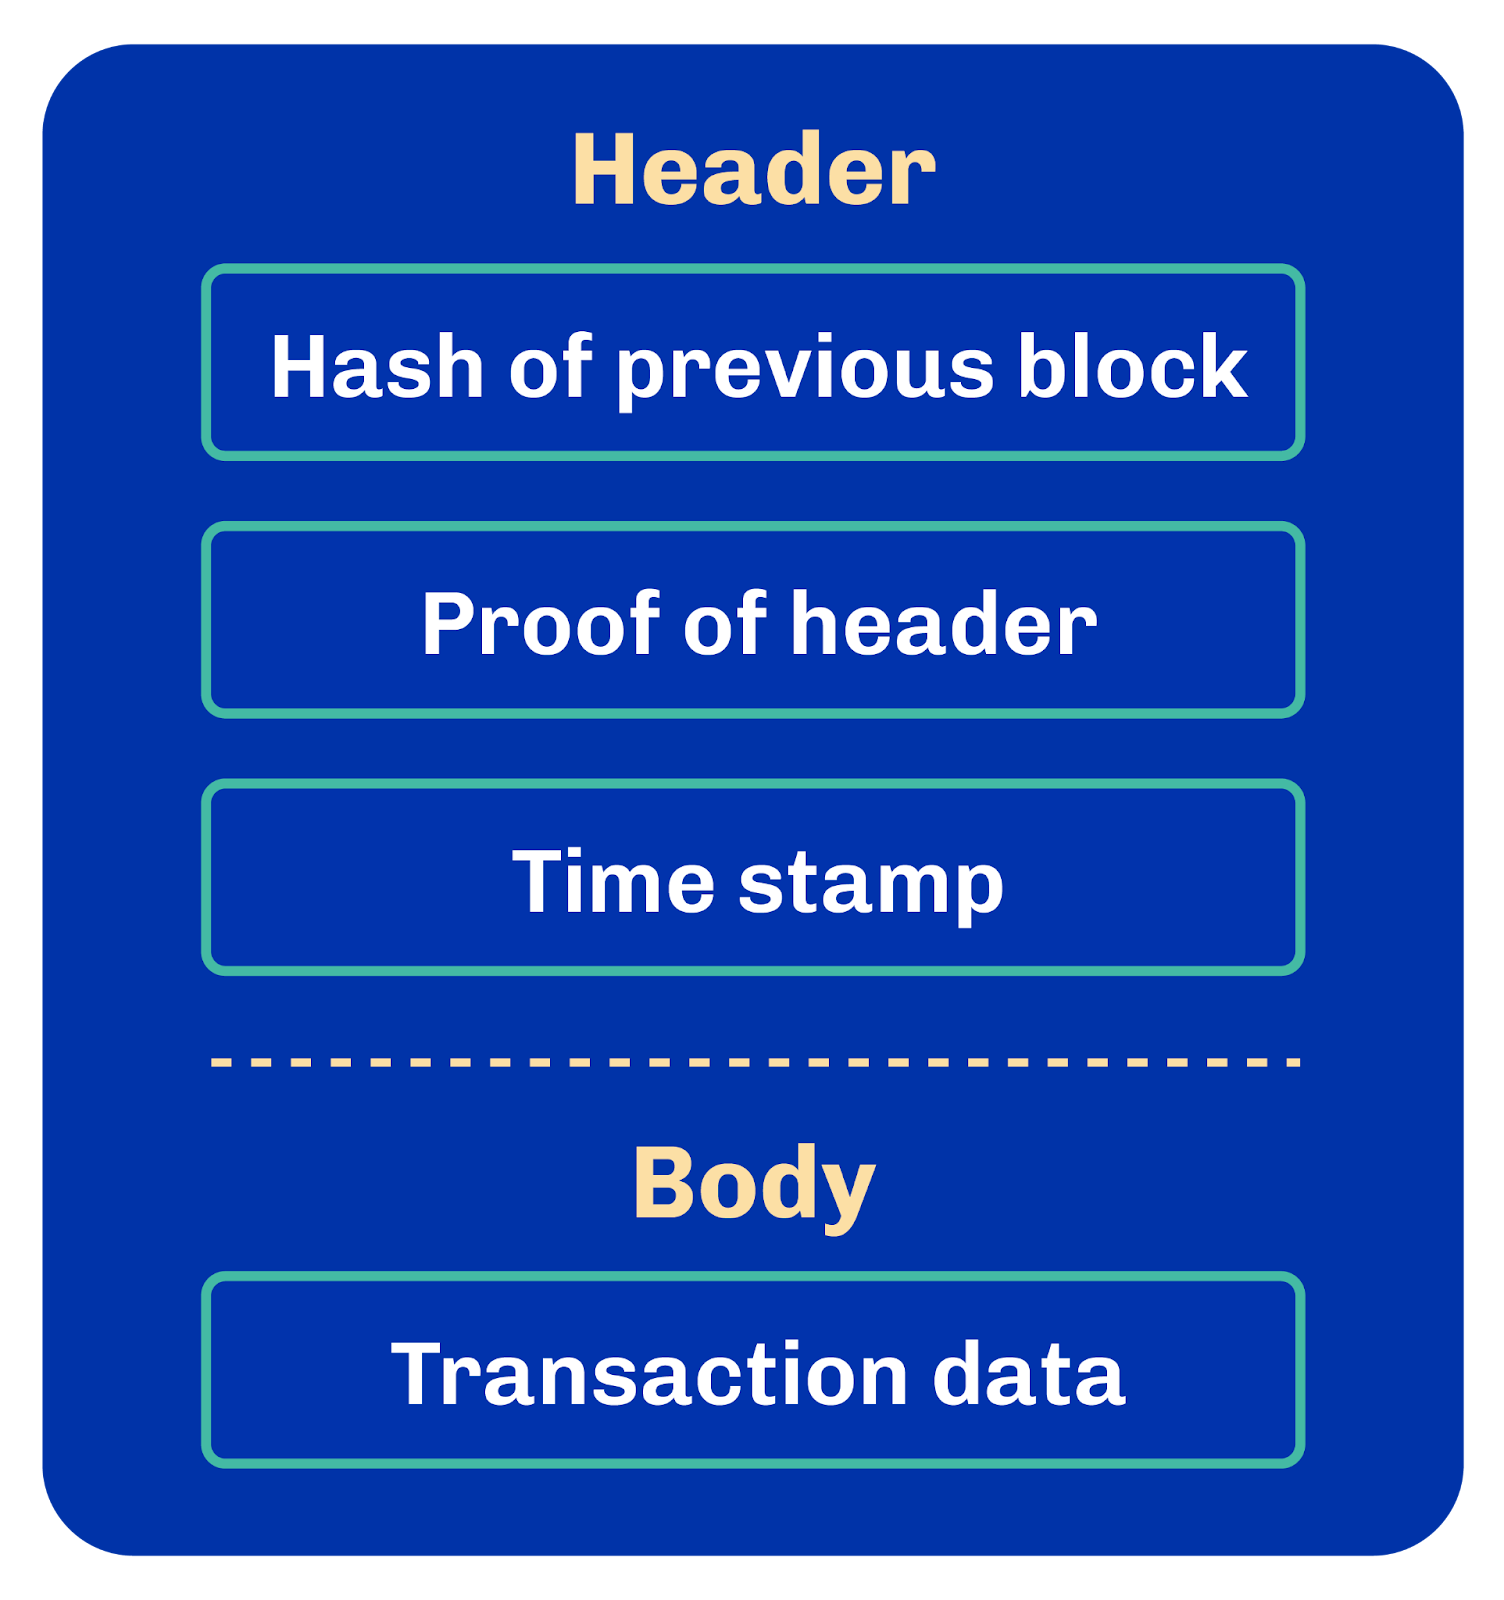 Header
Hash of previous block
Proof of header
Time stamp
Body
Transaction data